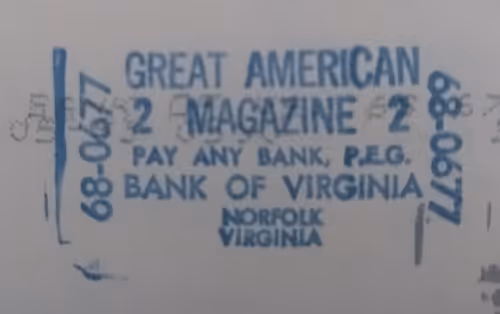 GREAT AMERICAN
2 MAGAZINE 2
PAY ANY BANK, P.E.G.
BANK OF VIRGINIA
NORFOLK
VIRGINIA
68-0677
68-0677